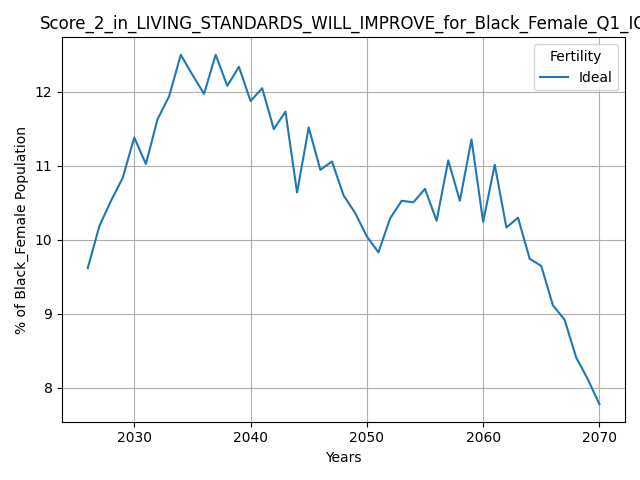 Score_2_in_LIVING_STANDARDS_WILL_IMPROVE_for_Black_Female_Q1_IC
Fertility
Ideal
% of Black_Female Population
12
11
10
9
8
2030 2040 2050 2060 2070
Years